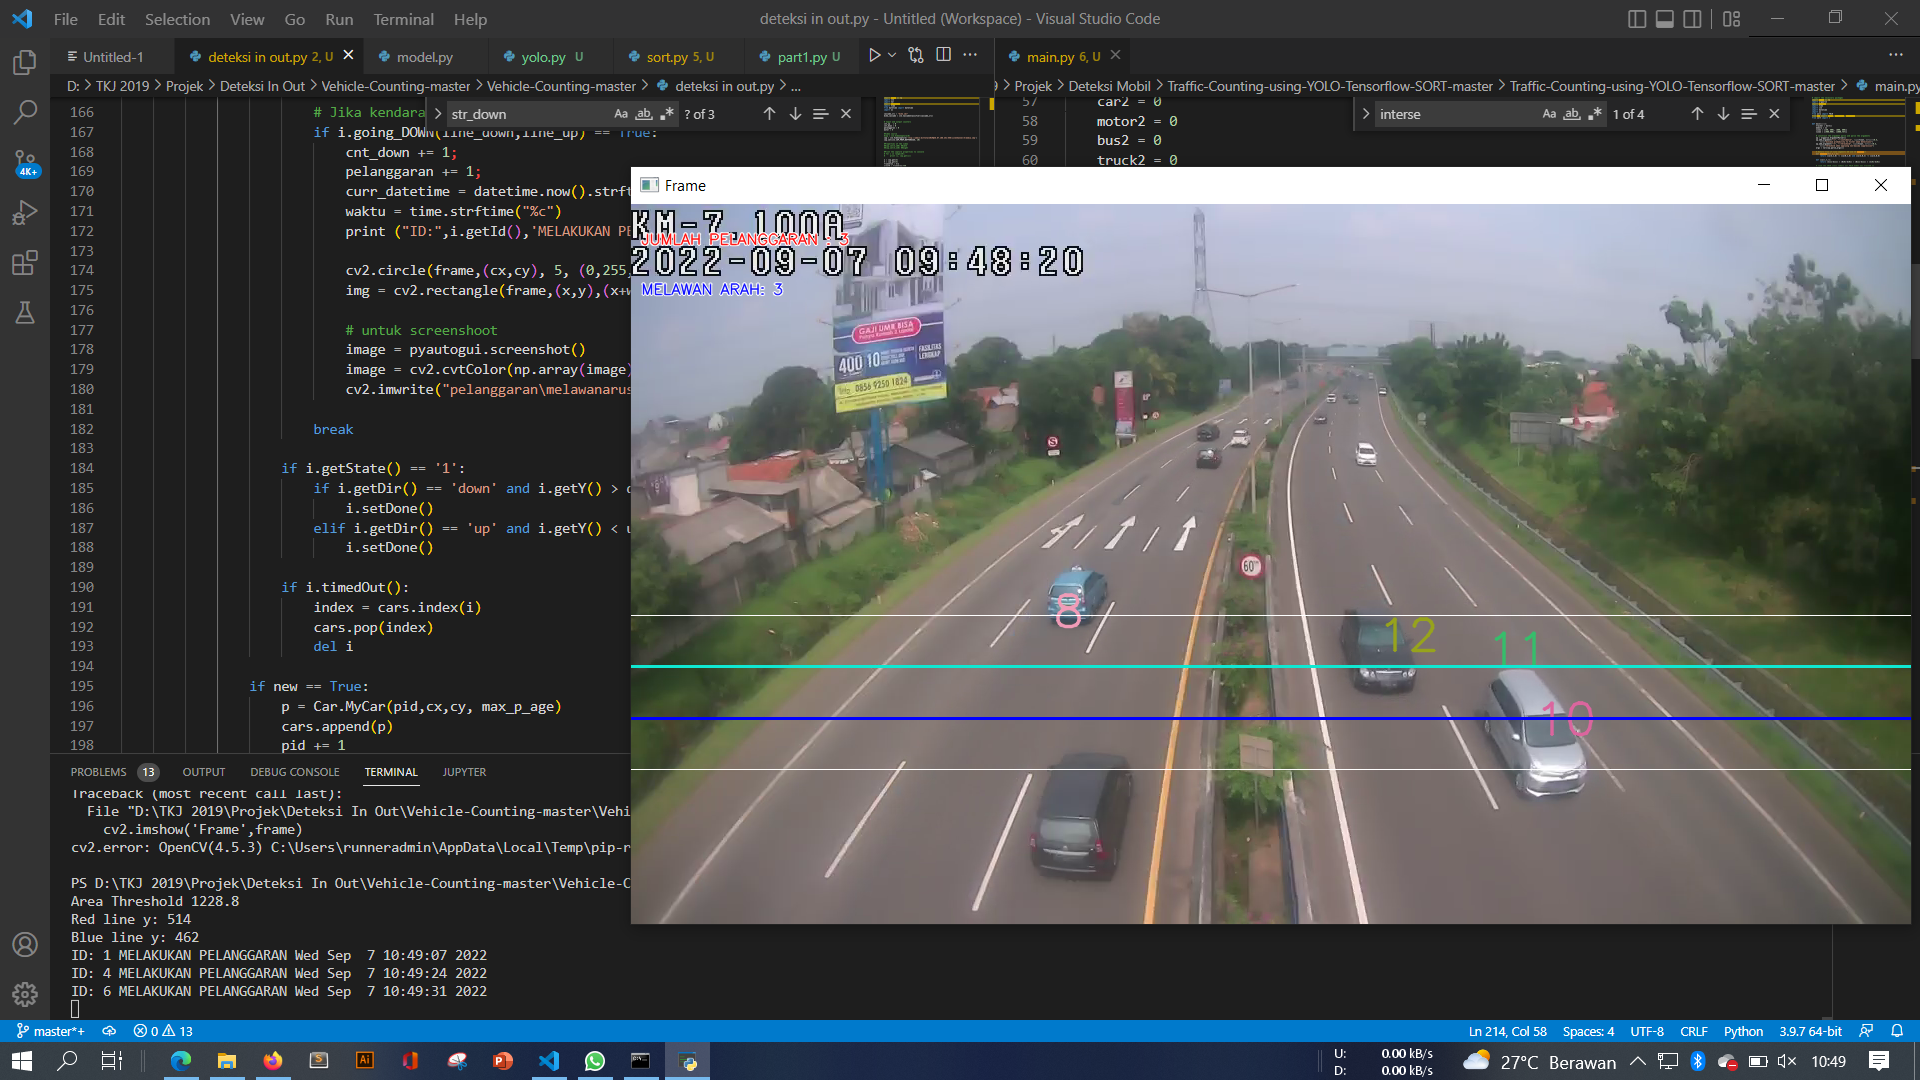 File Edit Selection View Go Run Terminal Help
deteksi in out.py - Untitled (Workspace) - Visual Studio Code
Untitled-1
deteksi in out.py 2, U
model.py
yolo.py U
sort.py 5, U
part1.py U
main.py 6, U
D: > TKJ 2019 > Projek > Deteksi In Out > Vehicle-Counting-master > Vehicle-Counting-master > deteksi in out.py > ...
Projek > Deteksi Mobil > Traffic-Counting-using-YOLO-Tensorflow-SORT-master > Traffic-Counting-using-YOLO-Tensorflow-SORT-master > main.py
str_down
Aa ab ? of 3
interse
Aa ab 1 of 4
57 car2 = 0
58 motor2 = 0
59 bus2 = 0
60 truck2 = 0
166 # Jika kendara
167 if i.going_DOWN(line_down,line_up) == True:
168 cnt_down += 1;
169 pelanggaran += 1;
170 curr_datetime = datetime.now().strft
171 waktu = time.strftime("%c")
172 print ("ID:",i.getId(),'MELAKUKAN PE
173
174 cv2.circle(frame,(cx,cy), 5, (0,255,
175 img = cv2.rectangle(frame,(x,y),(x+w
176
177 # untuk screenshoot
178 image = pyautogui.screenshot()
179 image = cv2.cvtColor(np.array(image)
180 cv2.imwrite("pelanggaran\melawanarus
181
182 break
183
184 if i.getState() == '1':
185 if i.getDir() == 'down' and i.getY() > d
186 i.setDone()
187 elif i.getDir() == 'up' and i.getY() < u
188 i.setDone()
189
190 if i.timedOut():
191 index = cars.index(i)
192 cars.pop(index)
193 del i
194
195 if new == True:
196 p = Car.MyCar(pid,cx,cy, max_p_age)
197 cars.append(p)
198 pid += 1
Frame
KM-7.100A
JUMLAH PELANGGARAN : 3
2022-09-07 09:48:20
MELAWAN ARAH: 3
GAJI UMR BISA
400 10
FASILITAS
LENGKAP
0856 9250 1824
S
60
8
12
11
10
PROBLEMS 13 OUTPUT DEBUG CONSOLE TERMINAL JUPYTER
Traceback (most recent call last):
File "D:\TKJ 2019\Projek\Deteksi In Out\Vehicle-Counting-master\Vehi
cv2.imshow('Frame',frame)
cv2.error: OpenCV(4.5.3) C:\Users\runneradmin\AppData\Local\Temp\pip-r
PS D:\TKJ 2019\Projek\Deteksi In Out\Vehicle-Counting-master\Vehicle-C
Area Threshold 1228.8
Red line y: 514
Blue line y: 462
ID: 1 MELAKUKAN PELANGGARAN Wed Sep 7 10:49:07 2022
ID: 4 MELAKUKAN PELANGGARAN Wed Sep 7 10:49:24 2022
ID: 6 MELAKUKAN PELANGGARAN Wed Sep 7 10:49:31 2022
4K+
master*+ 0 13
Ln 214, Col 58 Spaces: 4 UTF-8 CRLF Python 3.9.7 64-bit
U: 0.00 kB/s
D: 0.00 kB/s
27°C Berawan
10:49